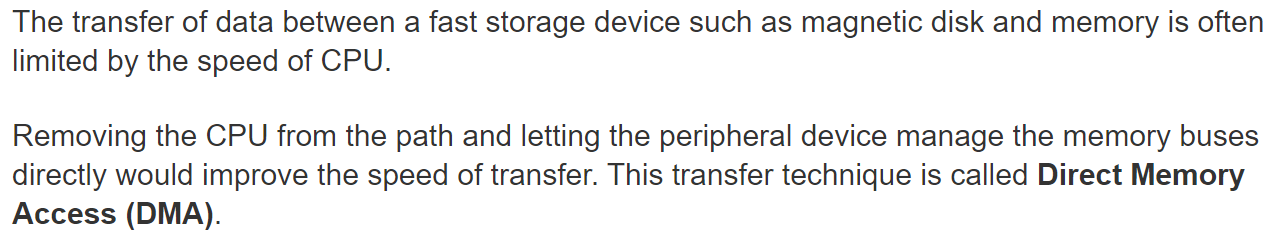 The transfer of data between a fast storage device such as magnetic disk and memory is often
limited by the speed of CPU.
Removing the CPU from the path and letting the peripheral device manage the memory buses
directly would improve the speed of transfer. This transfer technique is called Direct Memory
Access (DMA).